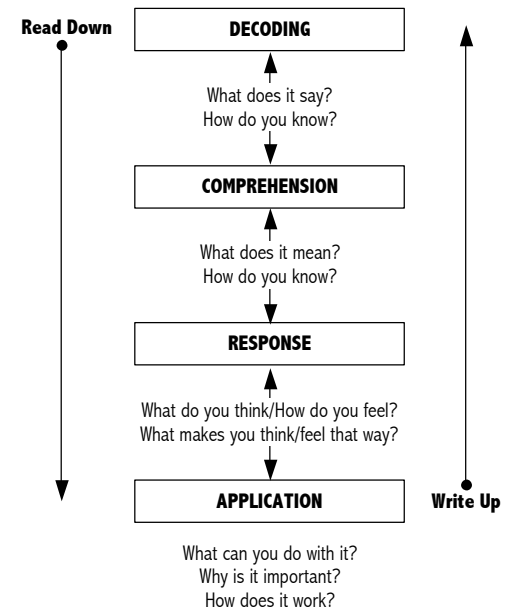 Read Down
DECODING
What does it say?
How do you know?
COMPREHENSION
What does it mean?
How do you know?
RESPONSE
What do you think/How do you feel?
What makes you think/feel that way?
APPLICATION
Write Up
What can you do with it?
Why is it important?
How does it work?